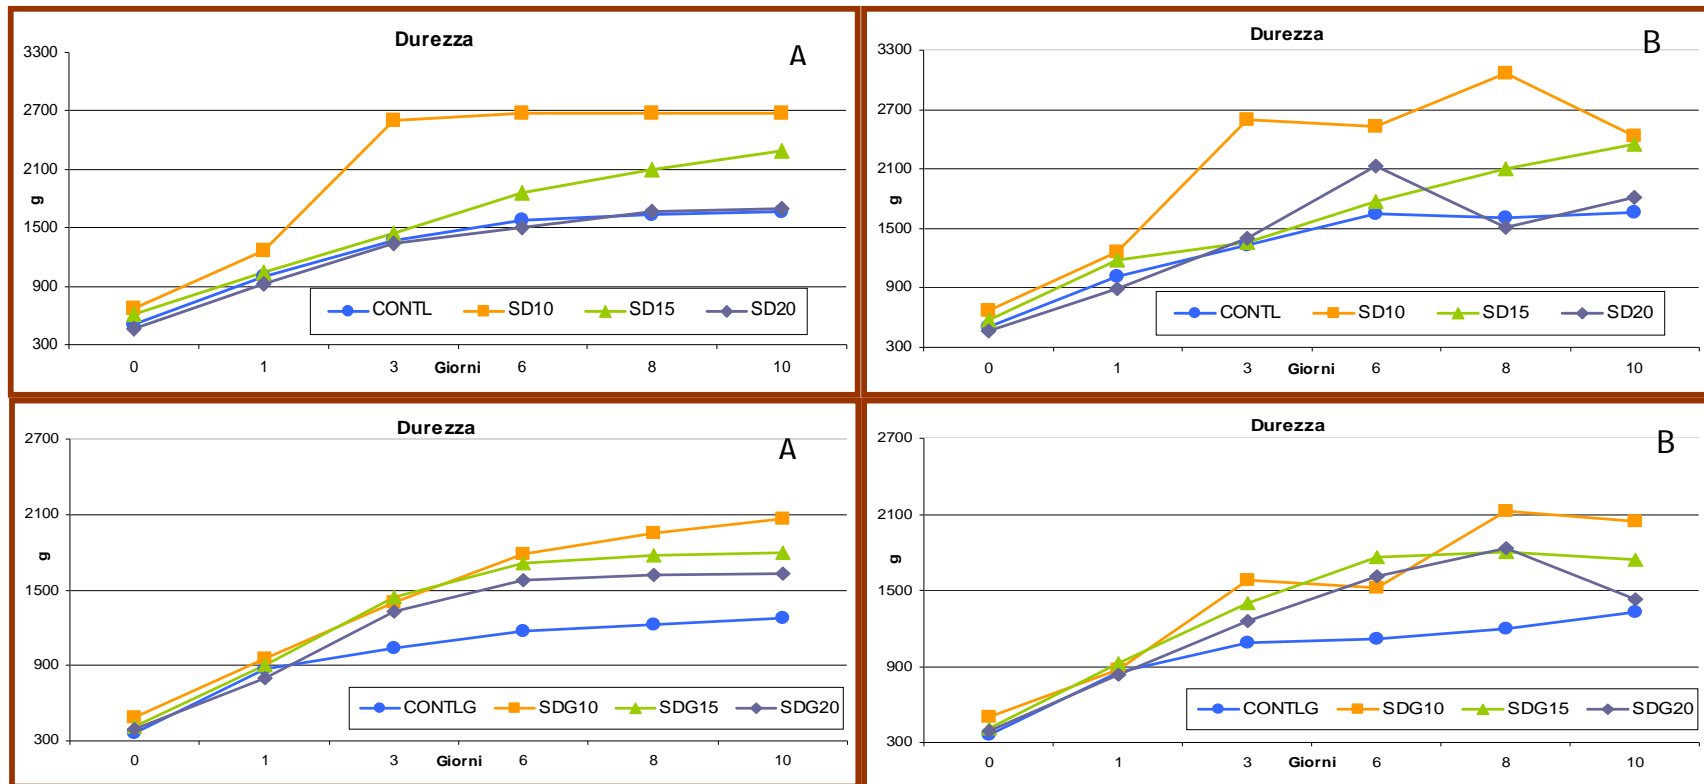 Durezza
A
3300
2700
2100
1500
900
300
g
CONTL SD10 SD15 SD20
0 1 3 Giorni 6 8 10
Durezza
B
3300
2700
2100
1500
900
300
g
CONTL SD10 SD15 SD20
0 1 3 Giorni 6 8 10
Durezza
A
2700
2100
1500
900
300
g
CONTLG SDG10 SDG15 SDG20
0 1 3 Giorni 6 8 10
Durezza
B
2700
2100
1500
900
300
g
CONTLG SDG10 SDG15 SDG20
0 1 3 Giorni 6 8 10